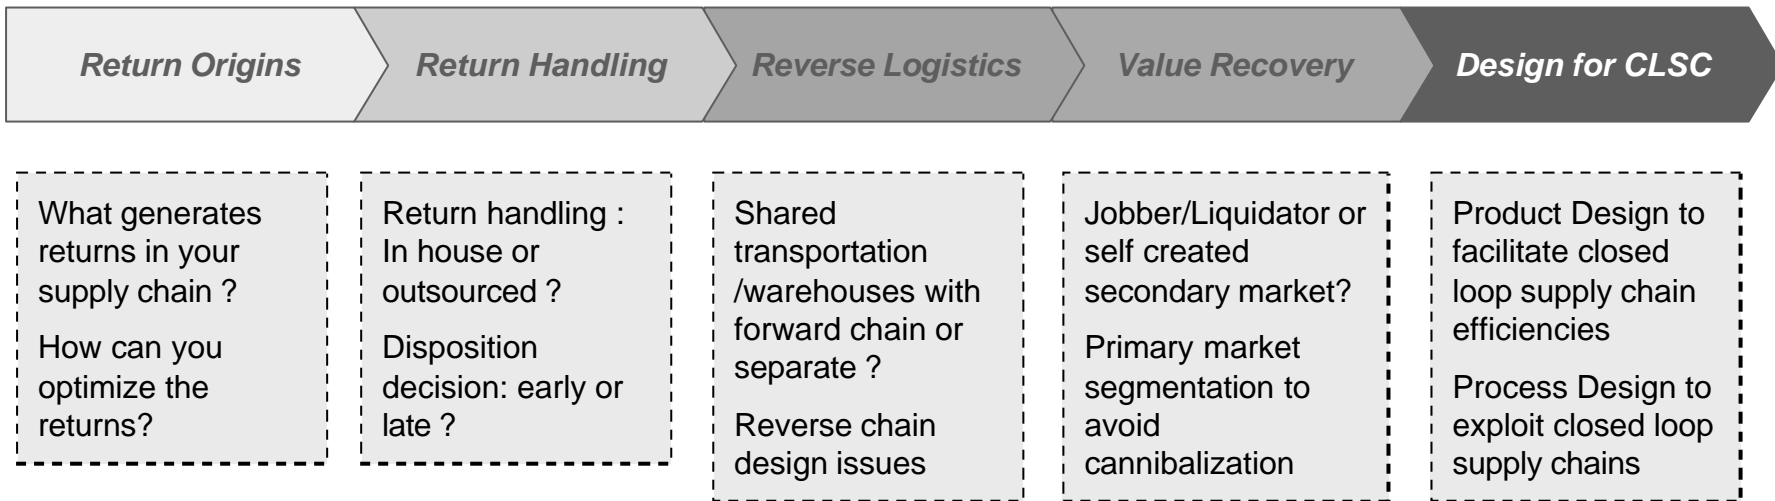 Return Origins
Return Handling
Reverse Logistics
Value Recovery
Design for CLSC
What generates
returns in your
supply chain ?
How can you
optimize the
returns?
Return handling :
In house or
outsourced ?
Disposition
decision: early or
late ?
Shared
transportation
/warehouses with
forward chain or
separate ?
Reverse chain
design issues
Jobber/Liquidator or
self created
secondary market?
Primary market
segmentation to
avoid
cannibalization
Product Design to
facilitate closed
loop supply chain
efficiencies
Process Design to
exploit closed loop
supply chains